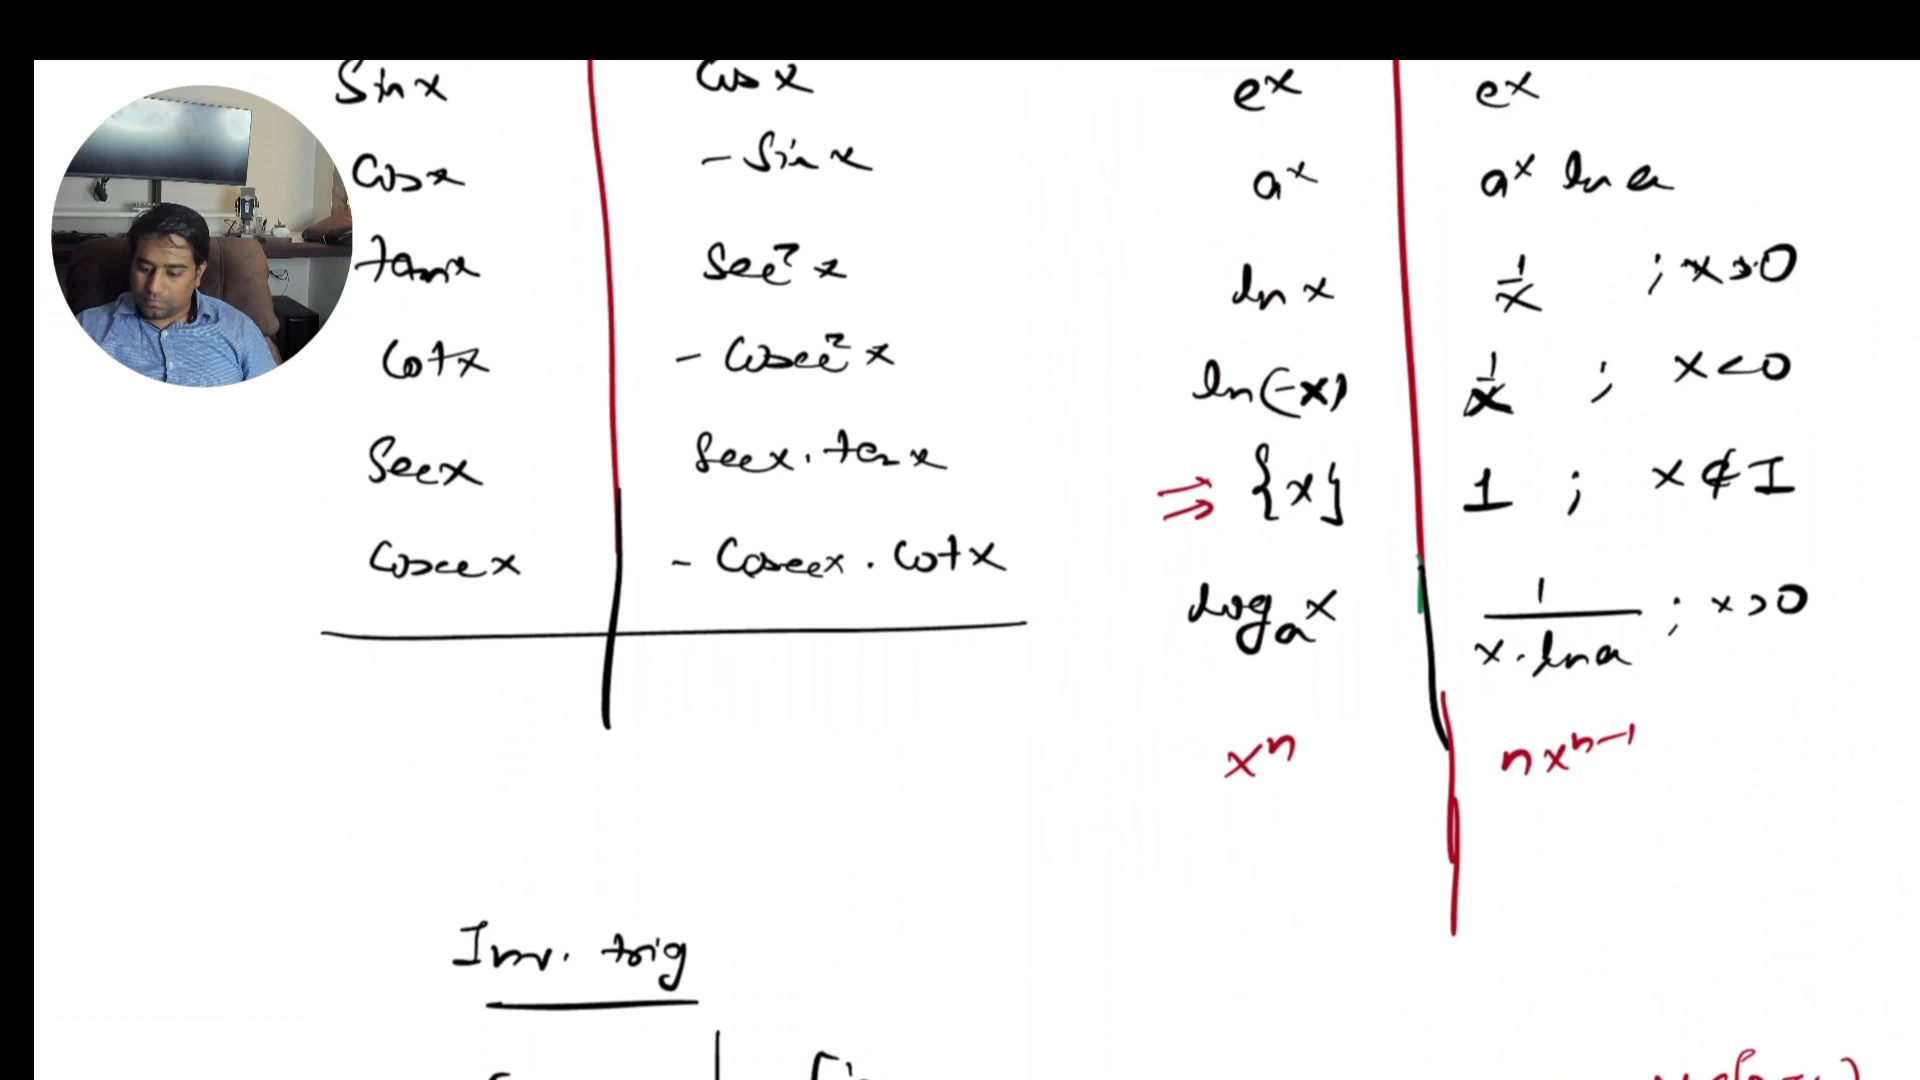 Sin x | cos x
Cos x | - Sin x
tan x | Sec² x
Cot x | - Cosec² x
Sec x | Sec x . tan x
Cosec x | - Cosec x . Cot x
e^x | e^x
a^x | a^x ln a
ln x | 1/x ; x > 0
ln(-x) | 1/x ; x < 0
⇒ {x} | 1 ; x ∉ I
log_a x | 1/(x . ln a) ; x > 0
x^n | n x^(n-1)
Inv. trig